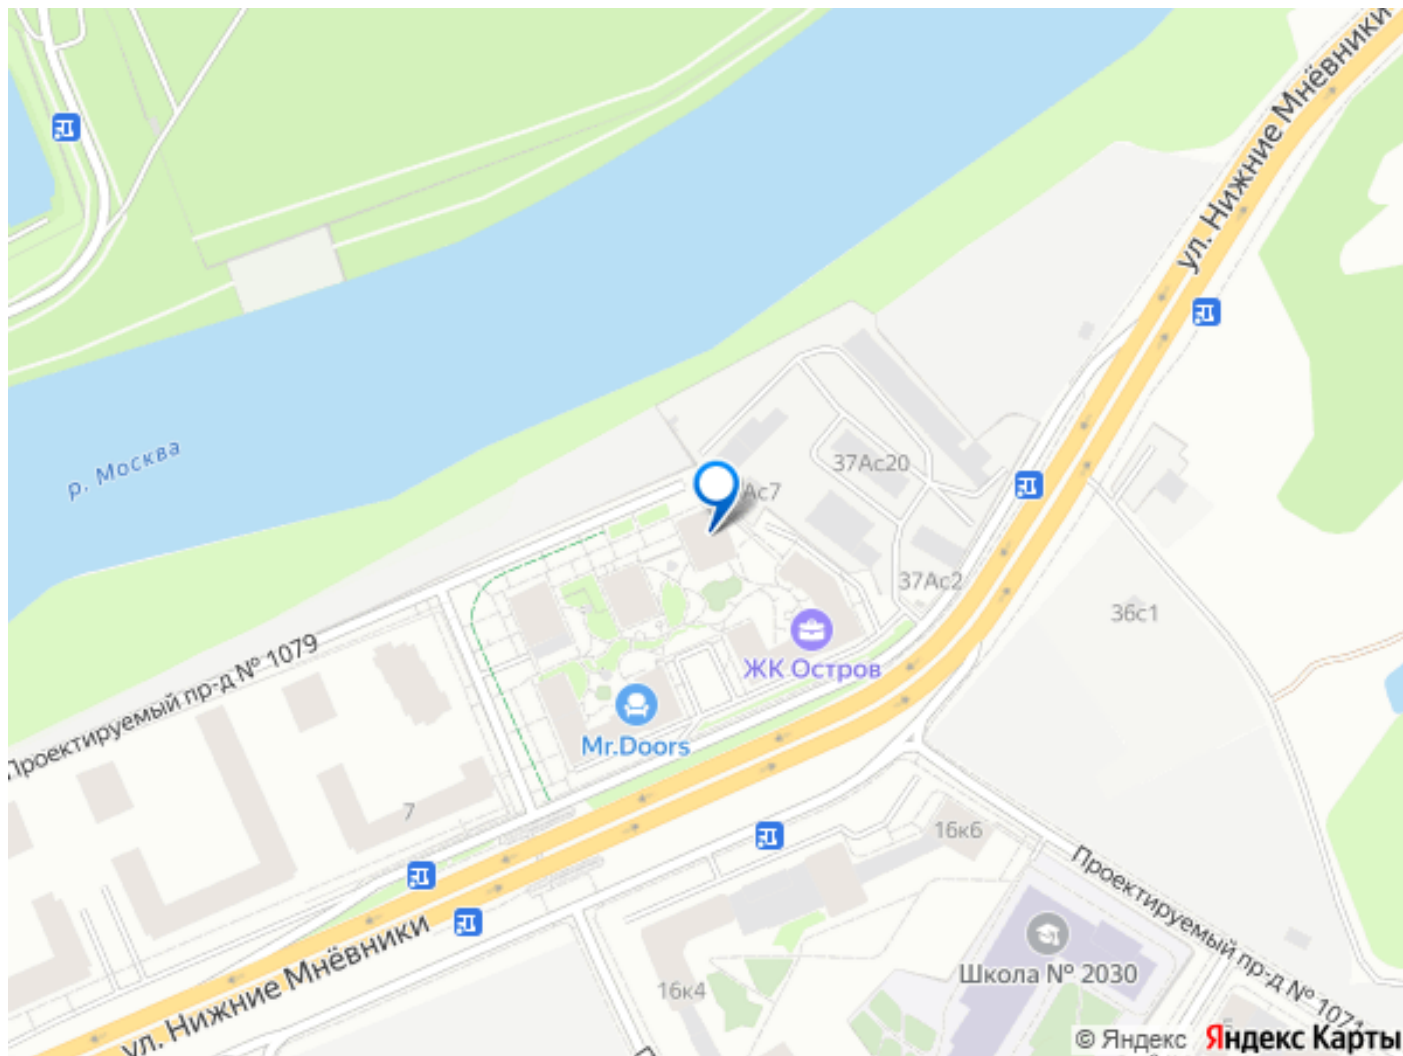 ул. Нижние Мнёвники
р. Москва
37Ас20
Ас7
37Ас2
36с1
ЖК Остров
Проектируемый пр-д № 1079
Mr.Doors
7
16к6
Проектируемый пр-д № 1071
ул. Нижние Мнёвники
Школа № 2030
16к4
© Яндекс Яндекс Карты